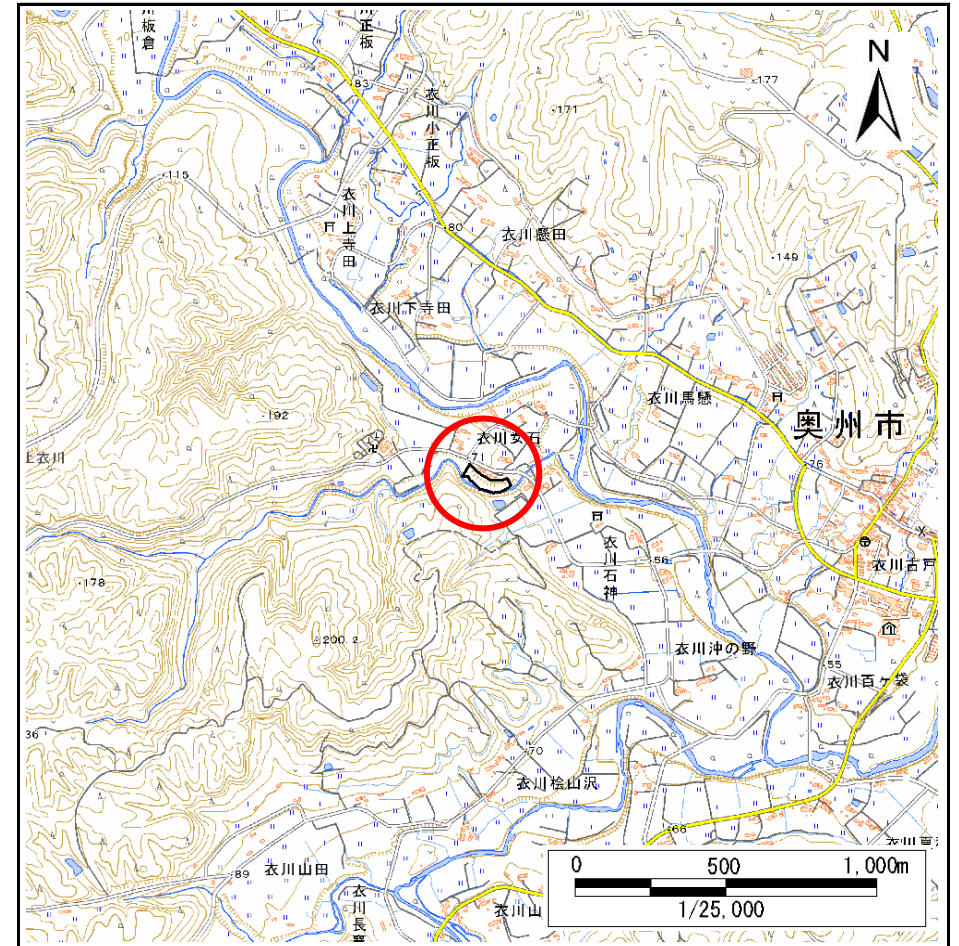 川板倉
川正板
N
83
177
衣川小正板
171
115
衣川上寺田
80
衣川懸田
149
衣川下寺田
衣川馬懸
192
奥州市
衣川女石
上衣川
71
76
衣川石神
56
衣川古戸
178
200.2
衣川沖の野
55
衣川百ヶ袋
36
70
衣川桧山沢
66
89
衣川山田
衣川山
0 500 1,000m
1/25,000